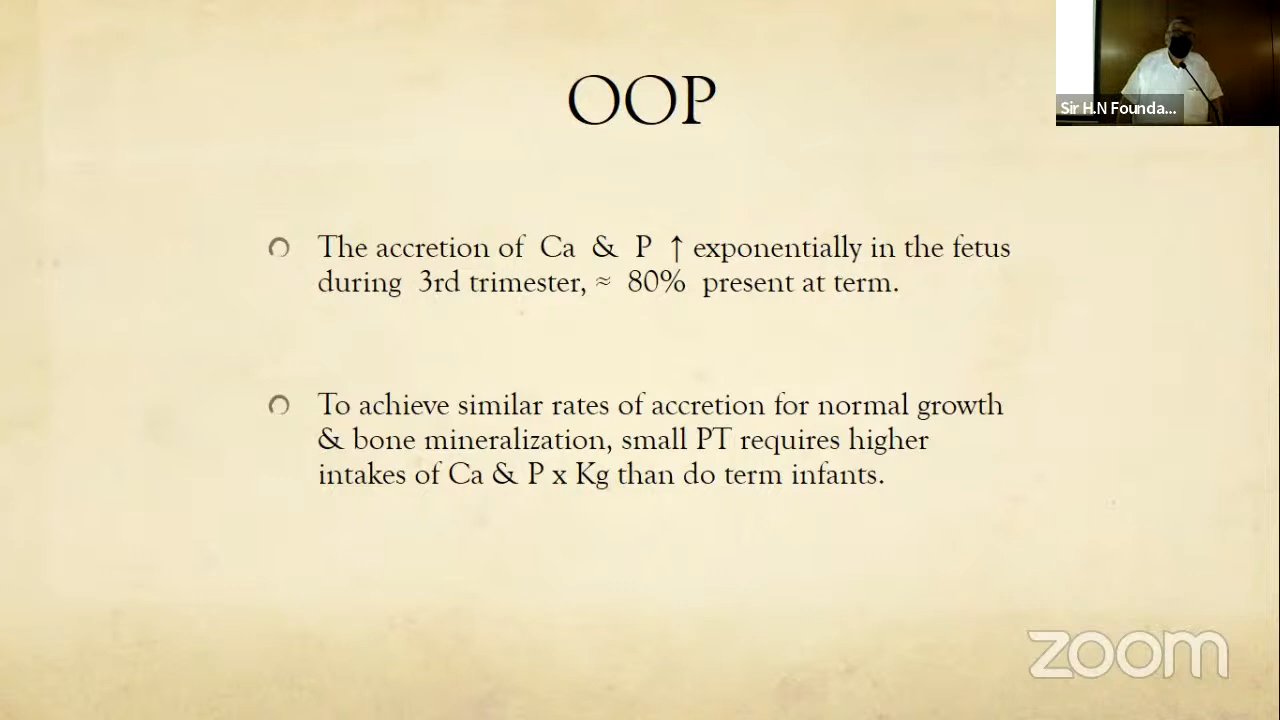 OOP
Sir H.N Founda...
The accretion of Ca & P ↑ exponentially in the fetus
during 3rd trimester, ≈ 80% present at term.
To achieve similar rates of accretion for normal growth
& bone mineralization, small PT requires higher
intakes of Ca & P x Kg than do term infants.
zoom